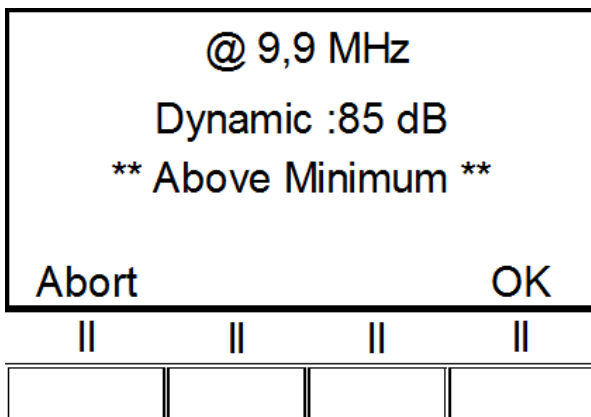 @ 9,9 MHz
Dynamic :85 dB
** Above Minimum **
Abort OK